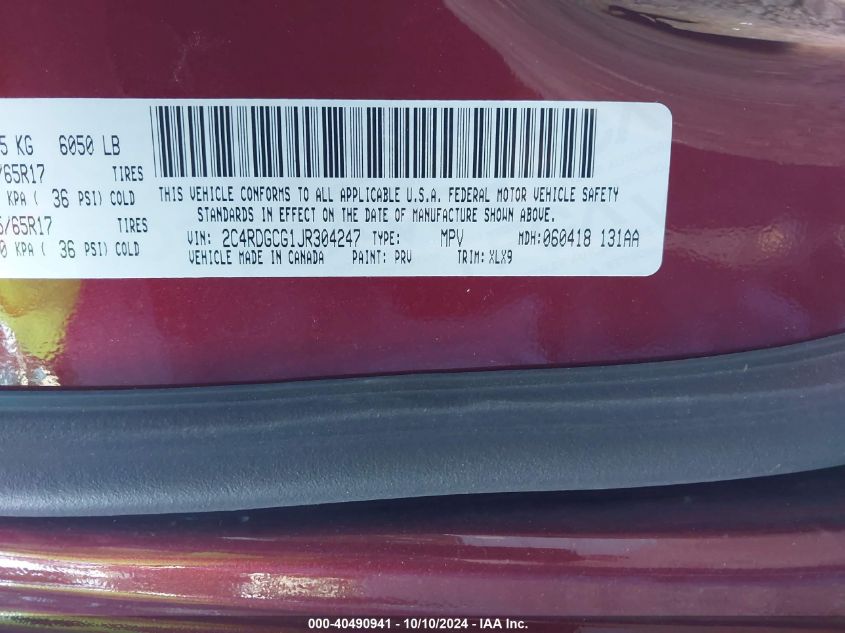 5 KG 6050 LB
/65R17 TIRES
KPA ( 36 PSI) COLD
5/65R17 TIRES
0 KPA ( 36 PSI) COLD
THIS VEHICLE CONFORMS TO ALL APPLICABLE U.S.A. FEDERAL MOTOR VEHICLE SAFETY
STANDARDS IN EFFECT ON THE DATE OF MANUFACTURE SHOWN ABOVE.
VIN: 2C4RDGCG1JR304247 TYPE: MPV MDH: 060418 131AA
VEHICLE MADE IN CANADA PAINT: PRV TRIM: XLX9
000-40490941 - 10/10/2024 - IAA Inc.